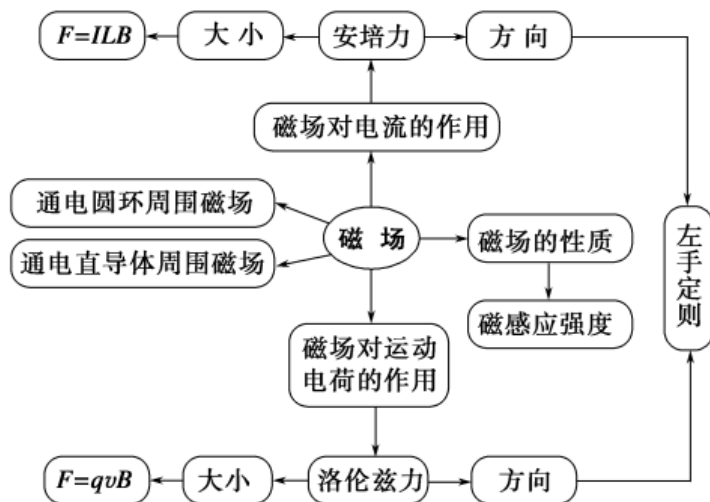 F=ILB
大小
安培力
方向
磁场对电流的作用
通电圆环周围磁场
磁场
磁场的性质
左手定则
通电直导体周围磁场
磁感应强度
磁场对运动
电荷的作用
F=qvB
大小
洛伦兹力
方向